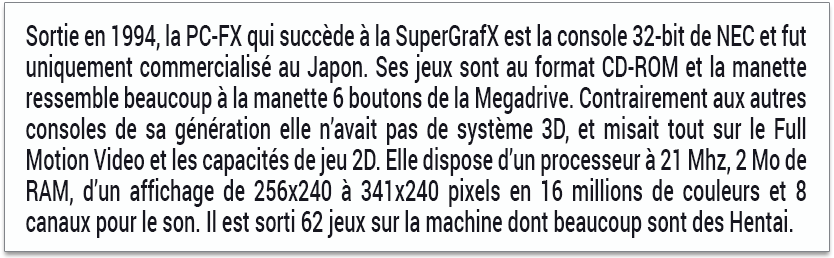 Sortie en 1994, la PC-FX qui succède à la SuperGrafX est la console 32-bit de NEC et fut
uniquement commercialisé au Japon. Ses jeux sont au format CD-ROM et la manette
ressemble beaucoup à la manette 6 boutons de la Megadrive. Contrairement aux autres
consoles de sa génération elle n’avait pas de système 3D, et misait tout sur le Full
Motion Video et les capacités de jeu 2D. Elle dispose d’un processeur à 21 Mhz, 2 Mo de
RAM, d’un affichage de 256x240 à 341x240 pixels en 16 millions de couleurs et 8
canaux pour le son. Il est sorti 62 jeux sur la machine dont beaucoup sont des Hentai.